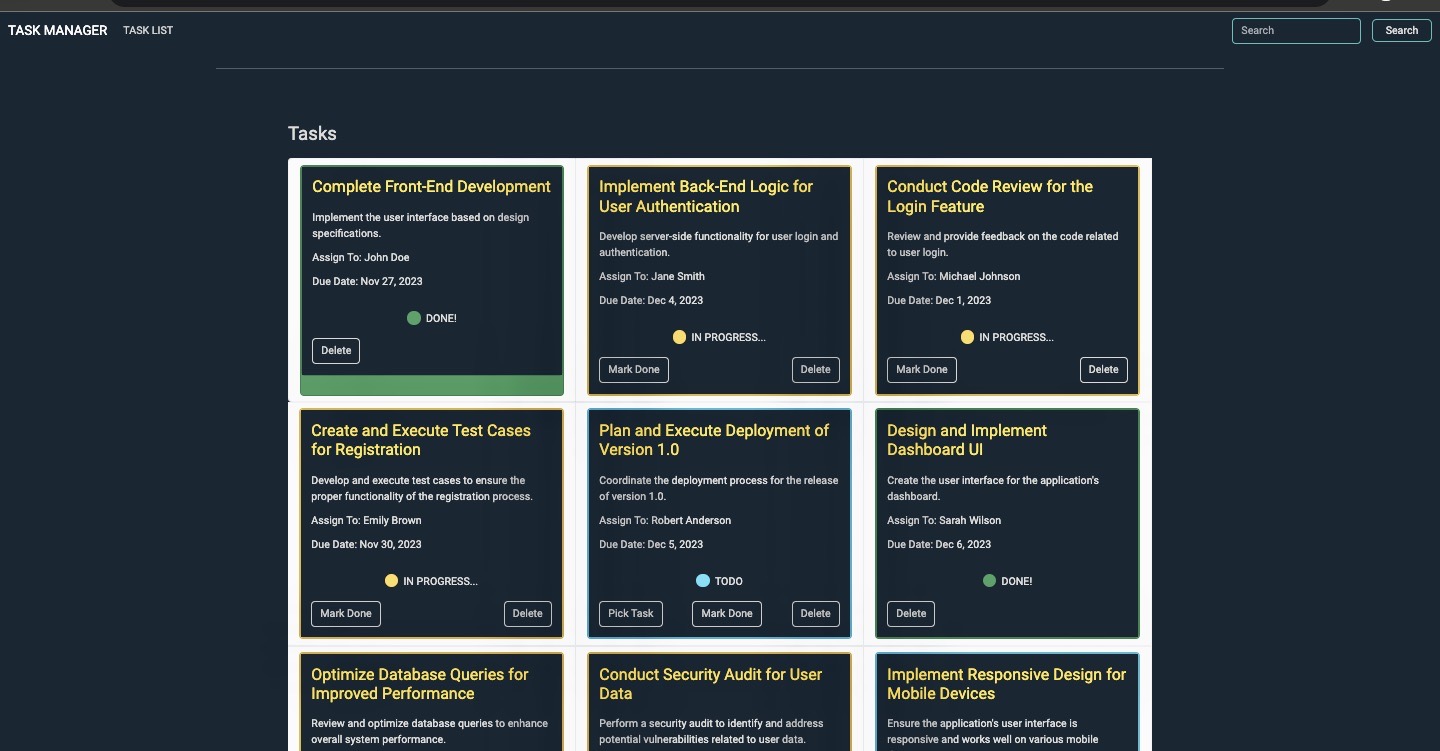 TASK MANAGER TASK LIST Search Search
Tasks
Complete Front-End Development
Implement the user interface based on design
specifications.
Assign To: John Doe
Due Date: Nov 27, 2023
DONE!
Delete
Implement Back-End Logic for
User Authentication
Develop server-side functionality for user login and
authentication.
Assign To: Jane Smith
Due Date: Dec 4, 2023
IN PROGRESS...
Mark Done Delete
Conduct Code Review for the
Login Feature
Review and provide feedback on the code related
to user login.
Assign To: Michael Johnson
Due Date: Dec 1, 2023
IN PROGRESS...
Mark Done Delete
Create and Execute Test Cases
for Registration
Develop and execute test cases to ensure the
proper functionality of the registration process.
Assign To: Emily Brown
Due Date: Nov 30, 2023
IN PROGRESS...
Mark Done Delete
Plan and Execute Deployment of
Version 1.0
Coordinate the deployment process for the release
of version 1.0.
Assign To: Robert Anderson
Due Date: Dec 5, 2023
TODO
Pick Task Mark Done Delete
Design and Implement
Dashboard UI
Create the user interface for the application's
dashboard.
Assign To: Sarah Wilson
Due Date: Dec 6, 2023
DONE!
Delete
Optimize Database Queries for
Improved Performance
Review and optimize database queries to enhance
overall system performance.
Conduct Security Audit for User
Data
Perform a security audit to identify and address
potential vulnerabilities related to user data.
Implement Responsive Design for
Mobile Devices
Ensure the application's user interface is
responsive and works well on various mobile